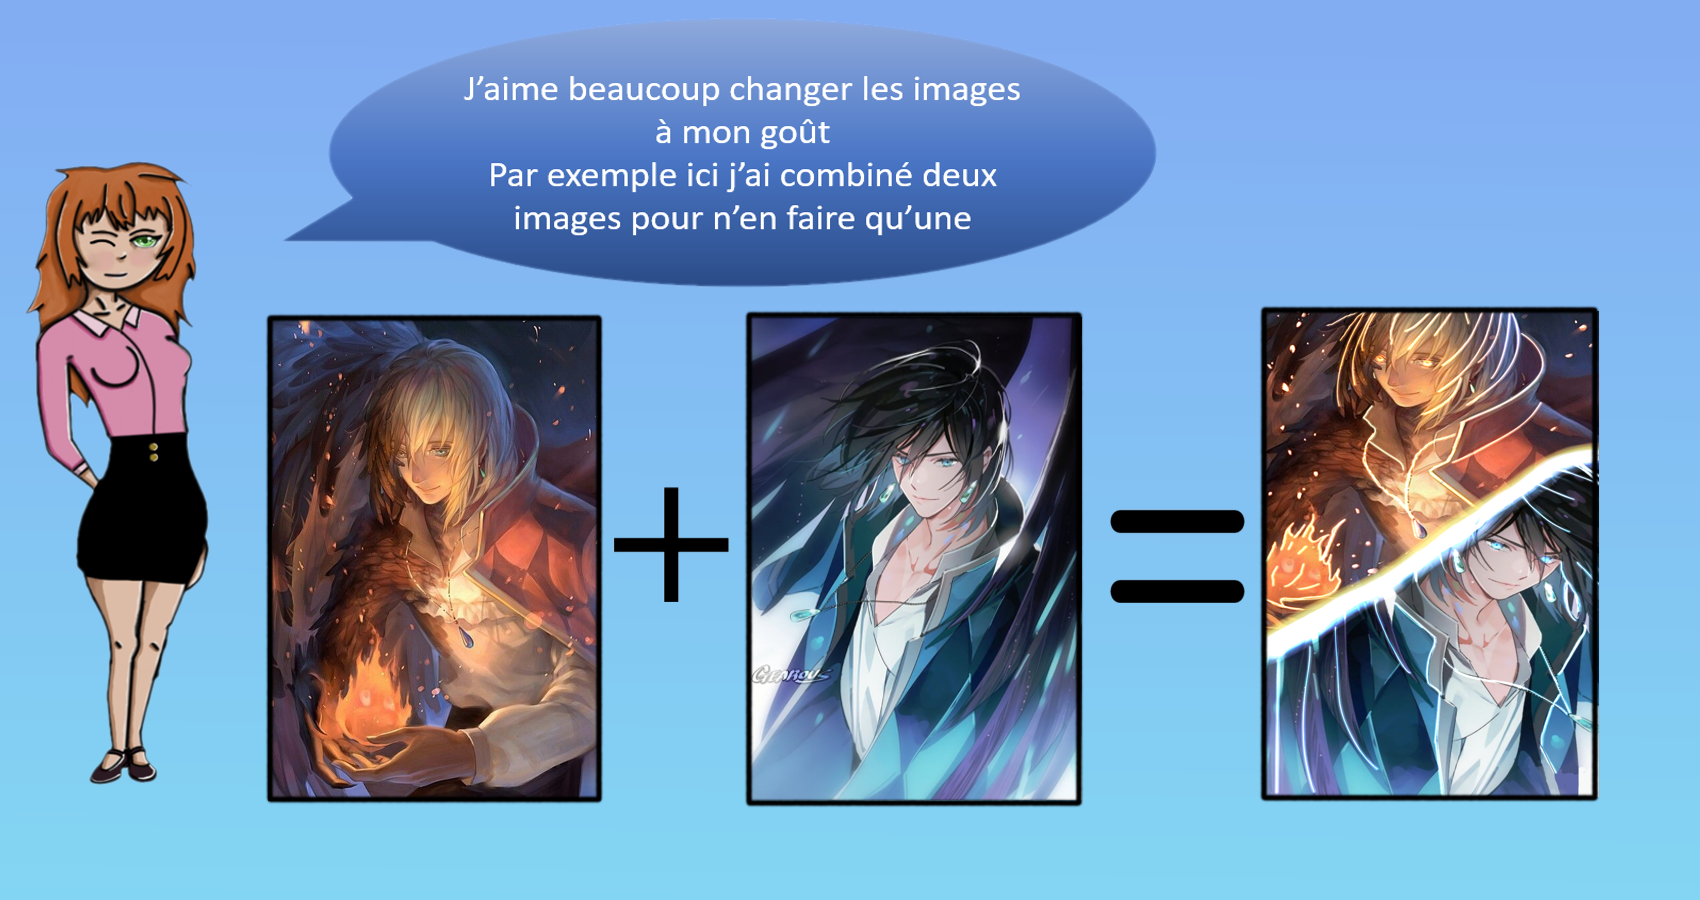 J’aime beaucoup changer les images
à mon goût
Par exemple ici j’ai combiné deux
images pour n’en faire qu’une